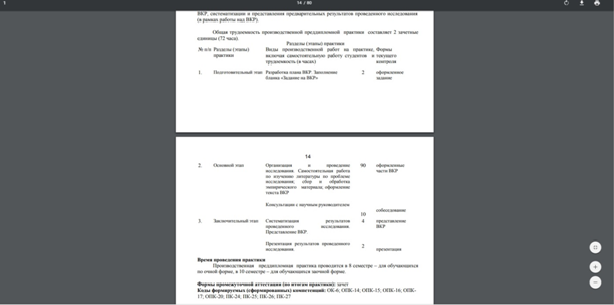 1
14 / 80
ВКР, систематизация и представление предварительных результатов проведенного исследования
(в рамках работы над ВКР).
Общая трудоемкость производственной преддипломной практики составляет 2 зачетные
единицы (72 часа).
Разделы (этапы) практики
№ п/п Разделы (этапы) практики
Виды производственной работ на практике, включая самостоятельную работу студентов и трудоемкость (в часах)
Формы текущего контроля
1. Подготовительный этап
Разработка плана ВКР. Заполнение
бланка «Задание на ВКР»
2
оформленное
задание
14
2. Основной этап
Организация и проведение
исследования. Самостоятельная работа
по изучению литературы по проблеме
исследования; сбор и обработка
эмпирического материала; оформление
текста ВКР
90
оформленные
части ВКР
Консультации с научным руководителем
10
собеседование
3. Заключительный этап
Систематизация результатов
проведенного исследования.
Представление ВКР
4
представление
ВКР
Презентация результатов проведенного
исследования
2
презентация
Время проведения практики
Производственная преддипломная практика проводится в 8 семестре – для обучающихся
по очной форме, в 10 семестре – для обучающихся заочной форме.
Формы промежуточной аттестации (по итогам практики): зачет
Коды формируемых (сформированных) компетенций: ОК-6; ОПК-14; ОПК-15; ОПК-16; ОПК-
17; ОПК-20; ПК-24; ПК-25; ПК-26; ПК-27